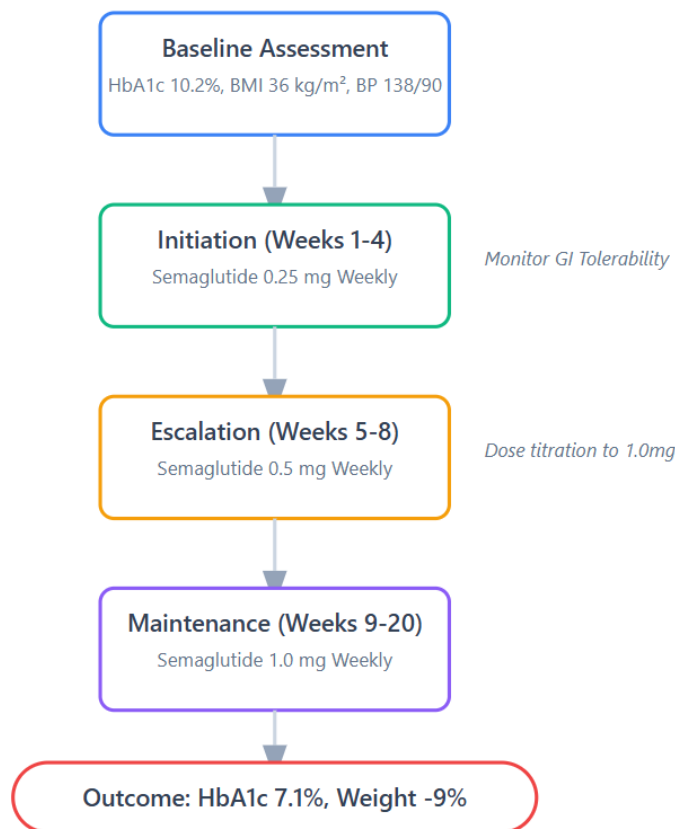 Baseline Assessment
HbA1c 10.2%, BMI 36 kg/m², BP 138/90
Initiation (Weeks 1-4)
Semaglutide 0.25 mg Weekly
Monitor GI Tolerability
Escalation (Weeks 5-8)
Semaglutide 0.5 mg Weekly
Dose titration to 1.0mg
Maintenance (Weeks 9-20)
Semaglutide 1.0 mg Weekly
Outcome: HbA1c 7.1%, Weight -9%